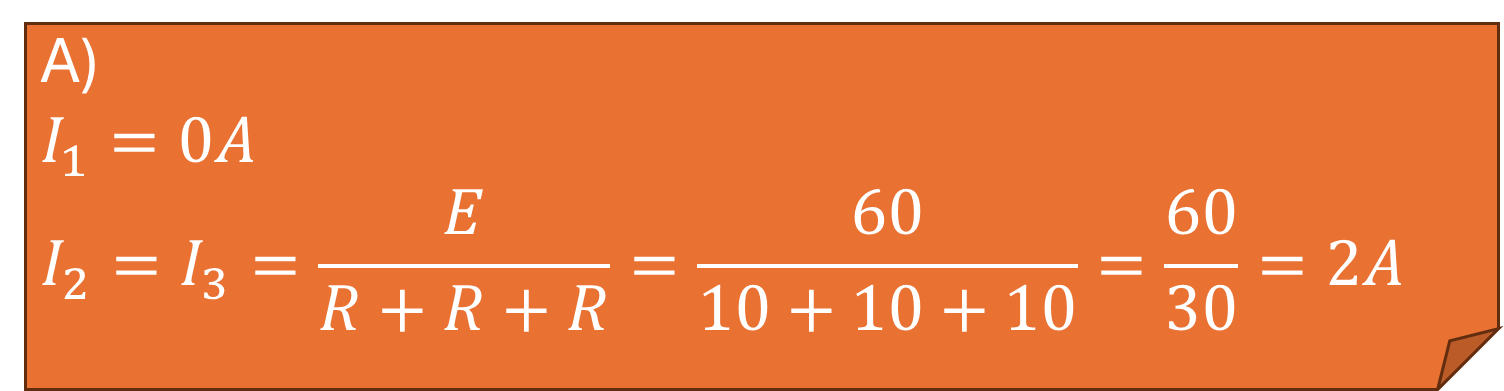 A)
I₁ = 0A
I₂ = I₃ = E/(R + R + R) = 60/(10 + 10 + 10) = 60/30 = 2A